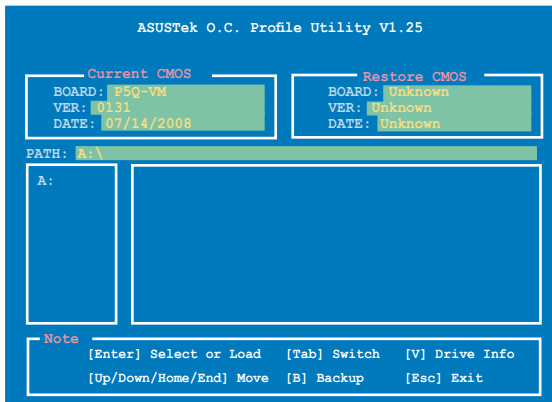 ASUSTek O.C. Profile Utility V1.25
Current CMOS
BOARD: P5Q-VM
VER: 0131
DATE: 07/14/2008
Restore CMOS
BOARD: Unknown
VER: Unknown
DATE: Unknown
PATH: A:\
A:
Note
[Enter] Select or Load [Tab] Switch [V] Drive Info
[Up/Down/Home/End] Move [B] Backup [Esc] Exit